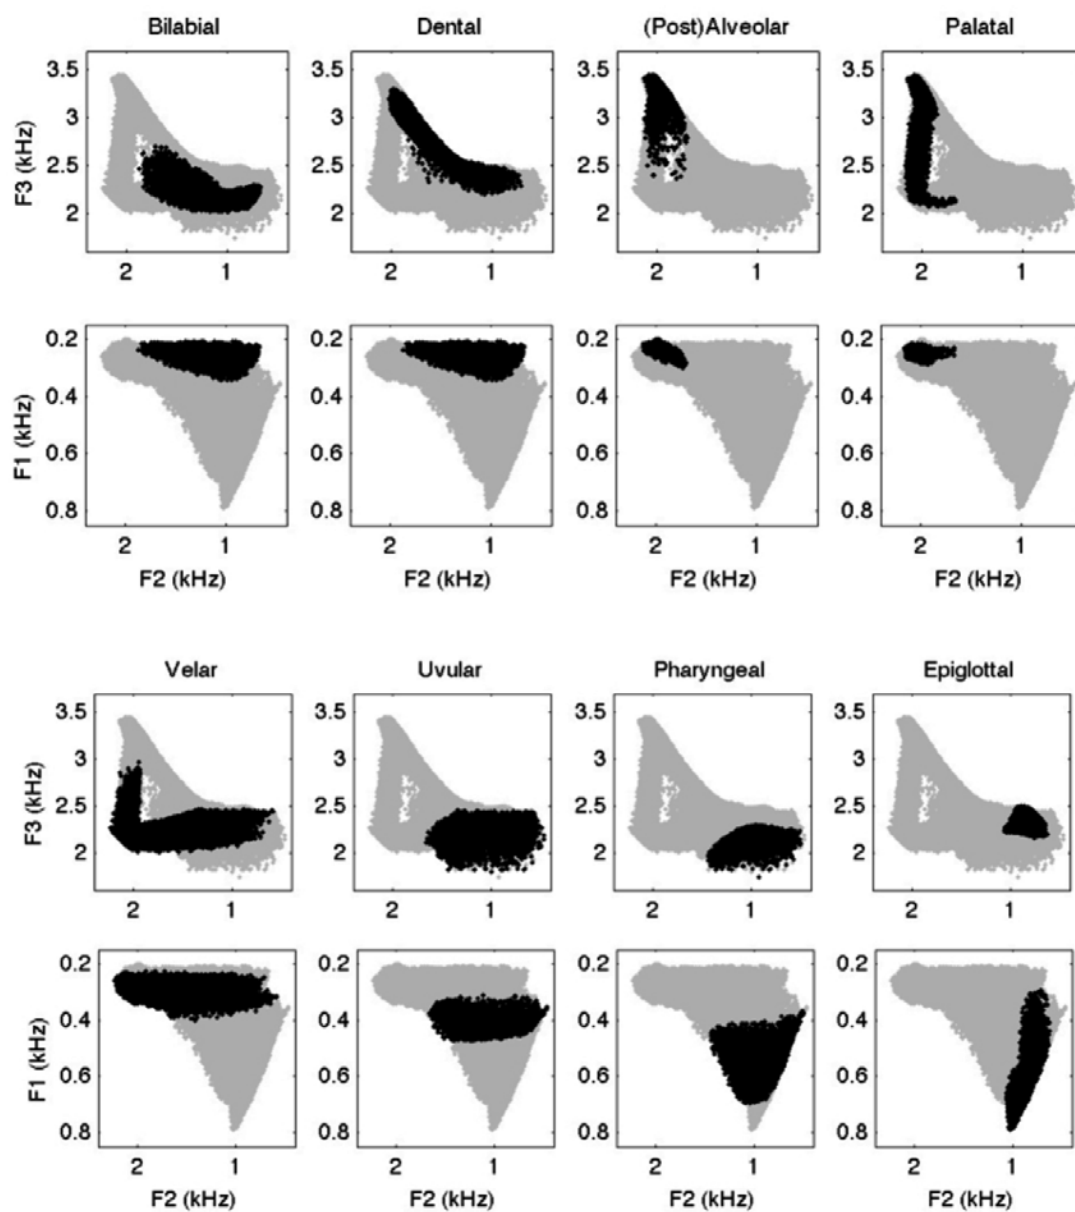 Bilabial Dental (Post)Alveolar Palatal
3.5 3.5 3.5 3.5
3 3 3 3
F3 (kHz)
2.5 2.5 2.5 2.5
2 2 2 2
2 1 2 1 2 1 2 1
0.2 0.2 0.2 0.2
0.4 0.4 0.4 0.4
F1 (kHz)
0.6 0.6 0.6 0.6
0.8 0.8 0.8 0.8
2 1 2 1 2 1 2 1
F2 (kHz) F2 (kHz) F2 (kHz) F2 (kHz)
Velar Uvular Pharyngeal Epiglottal
3.5 3.5 3.5 3.5
3 3 3 3
F3 (kHz)
2.5 2.5 2.5 2.5
2 2 2 2
2 1 2 1 2 1 2 1
0.2 0.2 0.2 0.2
0.4 0.4 0.4 0.4
F1 (kHz)
0.6 0.6 0.6 0.6
0.8 0.8 0.8 0.8
2 1 2 1 2 1 2 1
F2 (kHz) F2 (kHz) F2 (kHz) F2 (kHz)